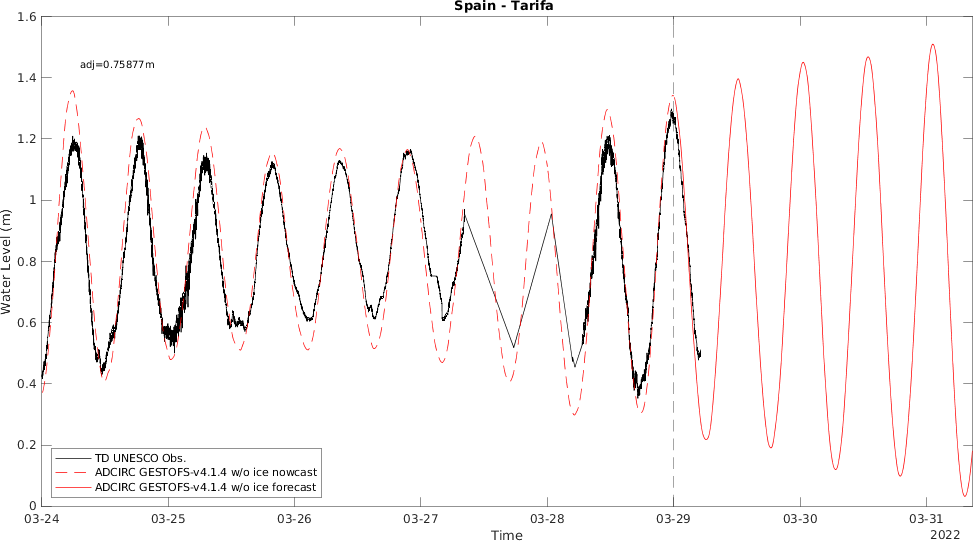 Spain - Tarifa
1.6
1.4
1.2
1
0.8
0.6
0.4
0.2
0
Water Level (m)
adj=0.75877m
TD UNESCO Obs.
ADCIRC GESTOFS-v4.1.4 w/o ice nowcast
ADCIRC GESTOFS-v4.1.4 w/o ice forecast
03-24 03-25 03-26 03-27 03-28 03-29 03-30 03-31
Time
2022